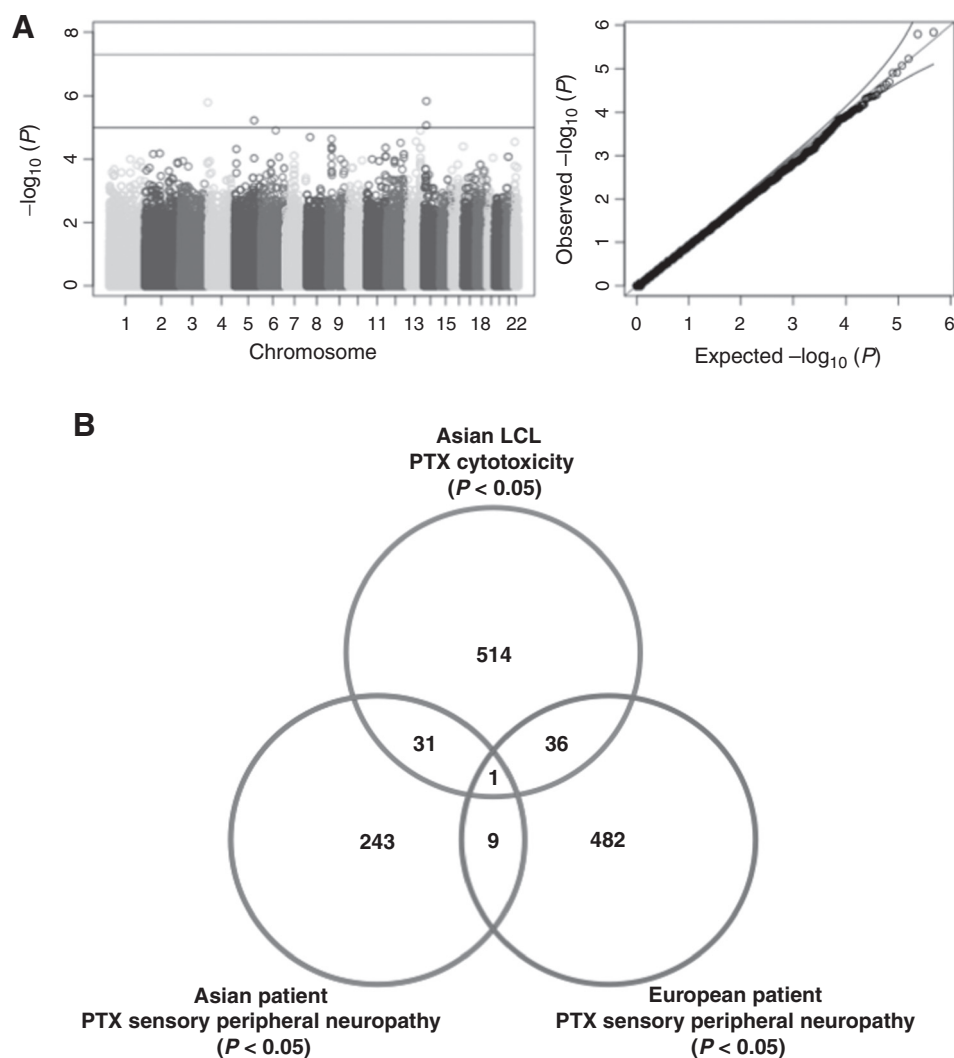 A
8
6
4
2
0
–log10 (P)
1 2 3 4 5 6 7 8 9 11 13 15 18 22
Chromosome
6
5
4
3
2
1
0
Observed –log10 (P)
0 1 2 3 4 5 6
Expected –log10 (P)
B
Asian LCL
PTX cytotoxicity
(P < 0.05)
514
31
36
1
243
9
482
Asian patient
PTX sensory peripheral neuropathy
(P < 0.05)
European patient
PTX sensory peripheral neuropathy
(P < 0.05)